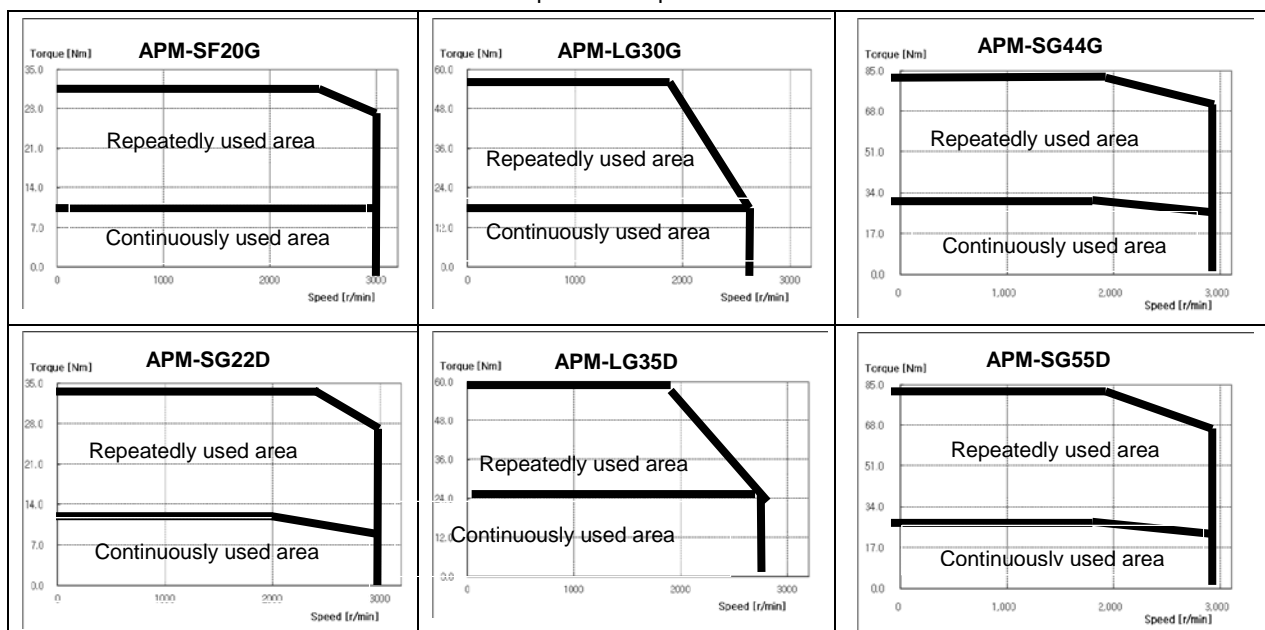 APM-SF20G
Torque [Nm]
35.0
28.0
21.0
14.0
7.0
0.0
Repeatedly used area
Continuously used area
0 1000 2000 3000
Speed [r/min]
APM-LG30G
Torque [Nm]
60.0
48.0
36.0
24.0
12.0
0.0
Repeatedly used area
Continuously used area
0 1000 2000 3000
Speed [r/min]
APM-SG44G
Torque [Nm]
85.0
68.0
51.0
34.0
17.0
0.0
Repeatedly used area
Continuously used area
0 1,000 2,000 3,000
Speed [r/min]
APM-SG22D
Torque [Nm]
35.0
28.0
21.0
14.0
7.0
0.0
Repeatedly used area
Continuously used area
0 1000 2000 3000
Speed [r/min]
APM-LG35D
Torque [Nm]
60.0
48.0
36.0
24.0
12.0
0.0
Repeatedly used area
Continuously used area
0 1000 2000 3000
Speed [r/min]
APM-SG55D
Torque [Nm]
85.0
68.0
51.0
34.0
17.0
0.0
Repeatedly used area
Continuously used area
0 1,000 2,000 3,000
Speed [r/min]